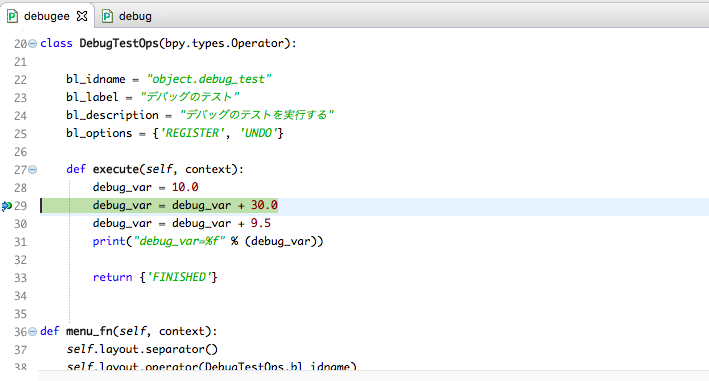 debugee debug
20 class DebugTestOps(bpy.types.Operator):
21
22 bl_idname = "object.debug_test"
23 bl_label = "デバッグのテスト"
24 bl_description = "デバッグのテストを実行する"
25 bl_options = {'REGISTER', 'UNDO'}
26
27 def execute(self, context):
28 debug_var = 10.0
29 debug_var = debug_var + 30.0
30 debug_var = debug_var + 9.5
31 print("debug_var=%f" % (debug_var))
32
33 return {'FINISHED'}
34
35
36 def menu_fn(self, context):
37 self.layout.separator()
38 self.layout.operator(DebugTestOps.bl_idname)